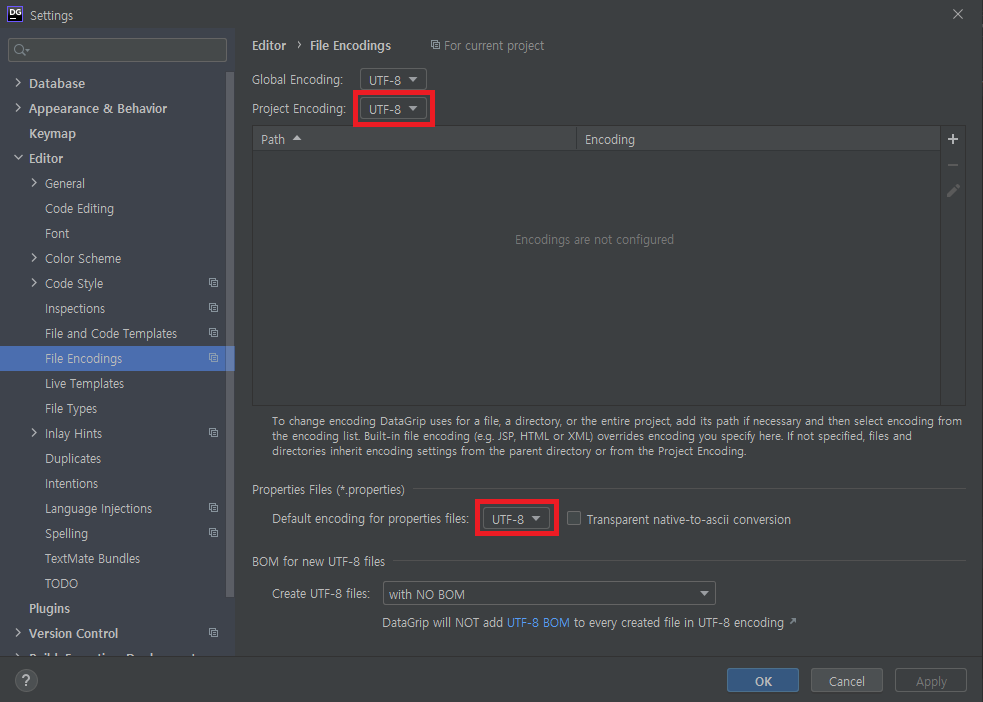 DG
Settings
Database
Appearance & Behavior
Keymap
Editor
General
Code Editing
Font
Color Scheme
Code Style
Inspections
File and Code Templates
File Encodings
Live Templates
File Types
Inlay Hints
Duplicates
Intentions
Language Injections
Spelling
TextMate Bundles
TODO
Plugins
Version Control
Editor › File Encodings For current project
Global Encoding: UTF-8
Project Encoding: UTF-8
Path Encoding
Encodings are not configured
To change encoding DataGrip uses for a file, a directory, or the entire project, add its path if necessary and then select encoding from
the encoding list. Built-in file encoding (e.g. JSP, HTML or XML) overrides encoding you specify here. If not specified, files and
directories inherit encoding settings from the parent directory or from the Project Encoding.
Properties Files (*.properties)
Default encoding for properties files: UTF-8 Transparent native-to-ascii conversion
BOM for new UTF-8 files
Create UTF-8 files: with NO BOM
DataGrip will NOT add UTF-8 BOM to every created file in UTF-8 encoding ↗
? OK Cancel Apply